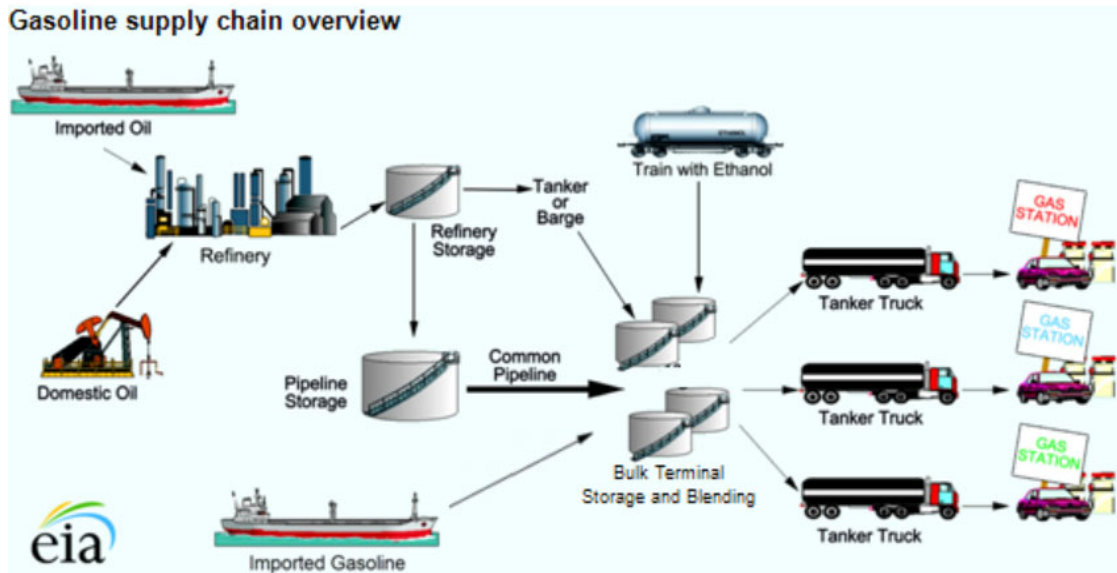 Gasoline supply chain overview
Imported Oil
ETHANOL
Train with Ethanol
Refinery
Refinery
Storage
Tanker
or
Barge
GAS
STATION
Tanker Truck
Domestic Oil
Pipeline
Storage
Common
Pipeline
GAS
STATION
Tanker Truck
Bulk Terminal
Storage and Blending
GAS
STATION
Tanker Truck
eia
Imported Gasoline